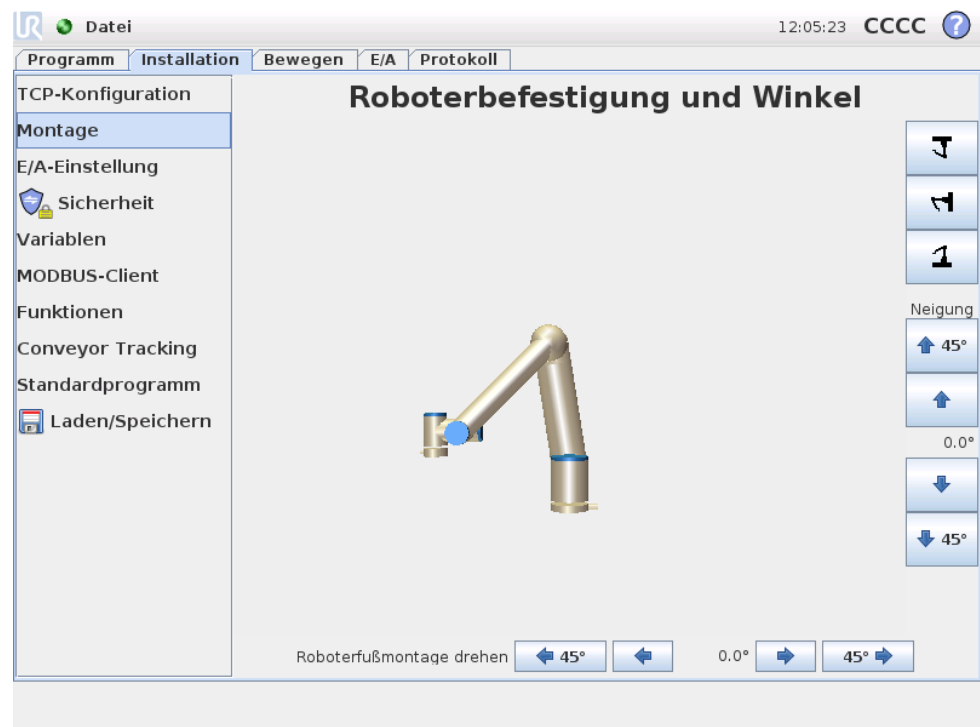 UR Datei 12:05:23 CCCC ?
Programm Installation Bewegen E/A Protokoll
TCP-Konfiguration
Montage
E/A-Einstellung
Sicherheit
Variablen
MODBUS-Client
Funktionen
Conveyor Tracking
Standardprogramm
Laden/Speichern
Roboterbefestigung und Winkel
Neigung
45°
0.0°
45°
Roboterfußmontage drehen 45° 0.0° 45°